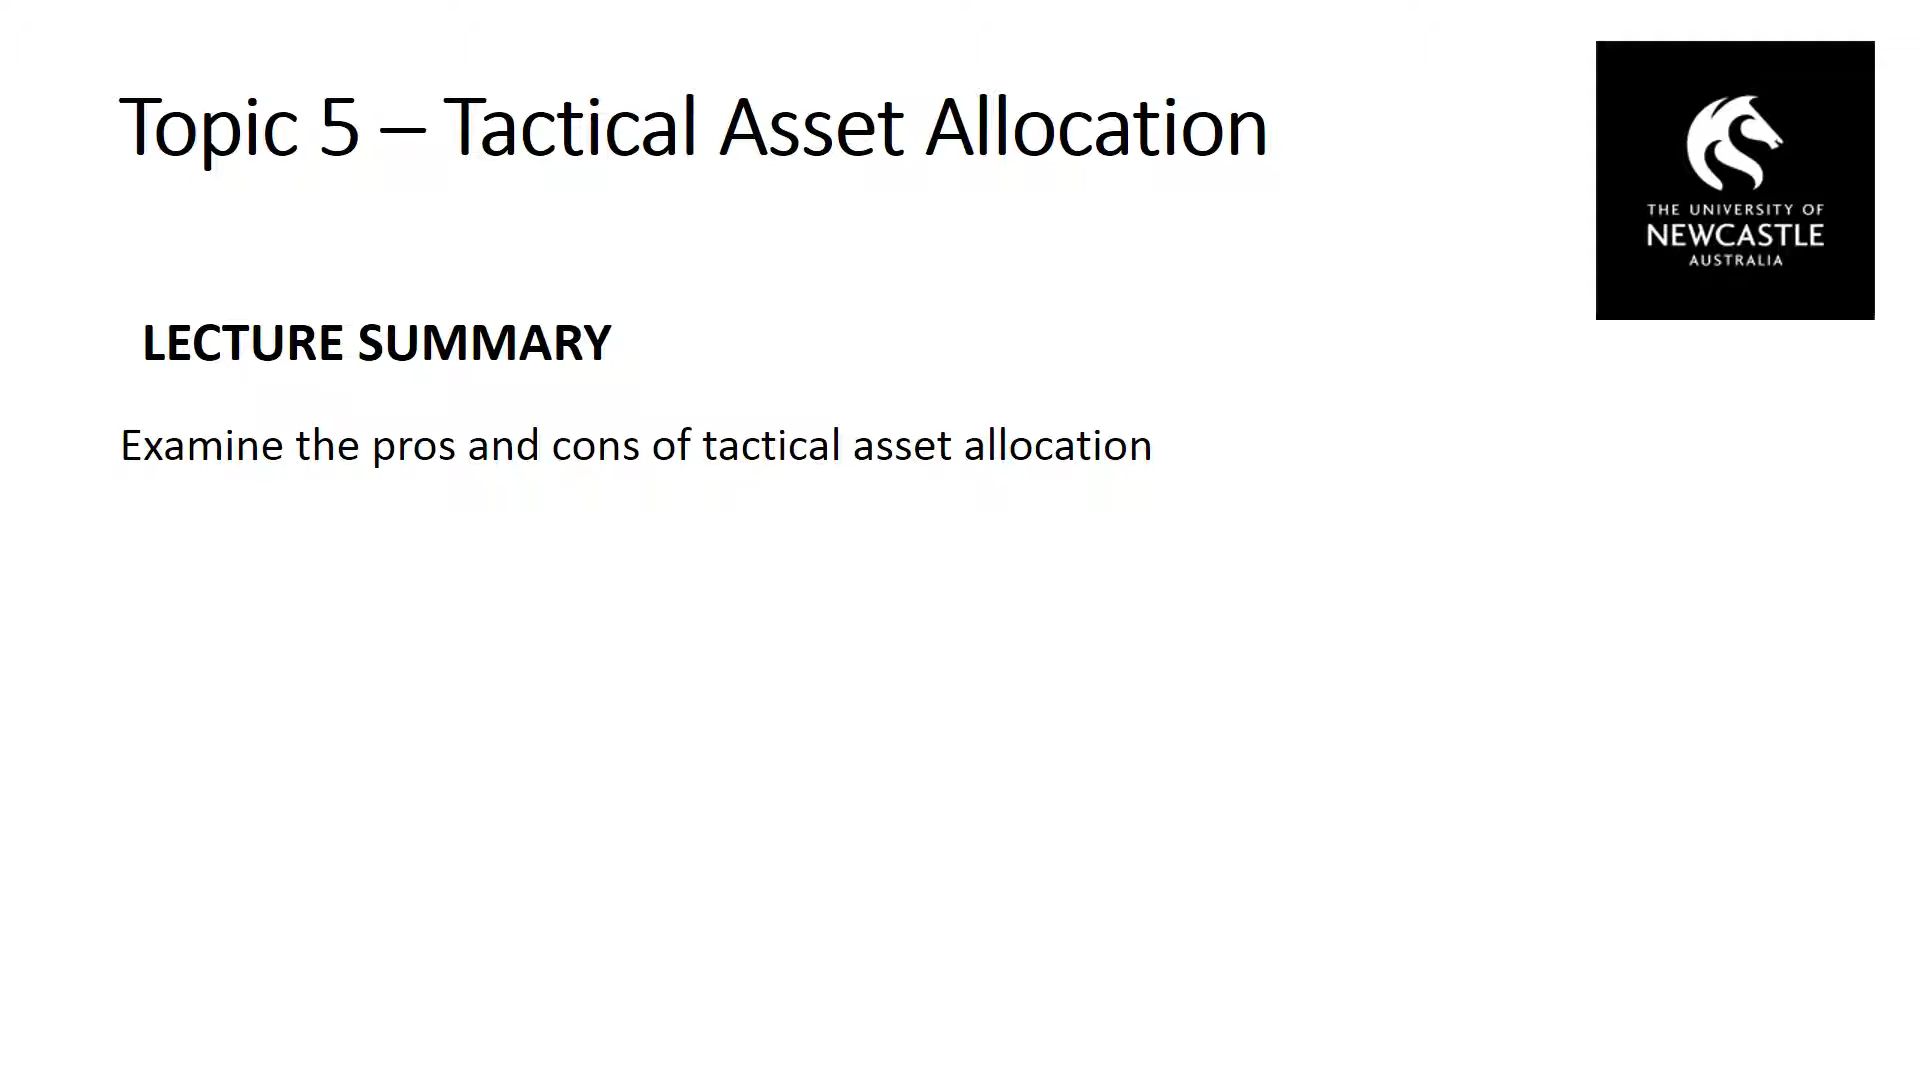 Topic 5 – Tactical Asset Allocation
THE UNIVERSITY OF
NEWCASTLE
AUSTRALIA
LECTURE SUMMARY
Examine the pros and cons of tactical asset allocation